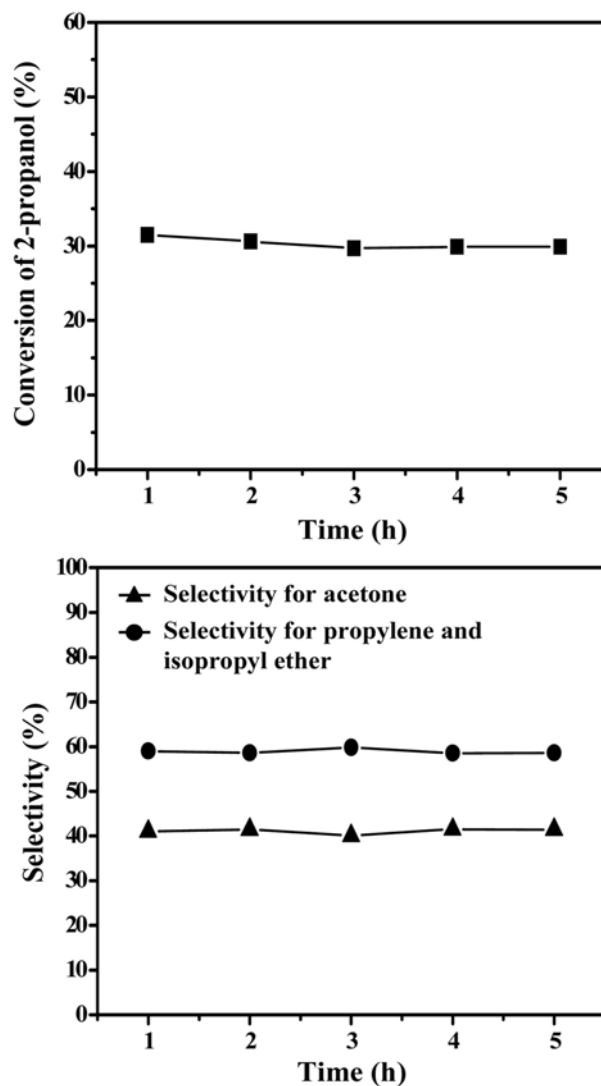 60
50
40
30
20
10
0
Conversion of 2-propanol (%)
1 2 3 4 5
Time (h)
100
90
80
70
60
50
40
30
20
10
0
Selectivity (%)
Selectivity for acetone
Selectivity for propylene and
isopropyl ether
1 2 3 4 5
Time (h)